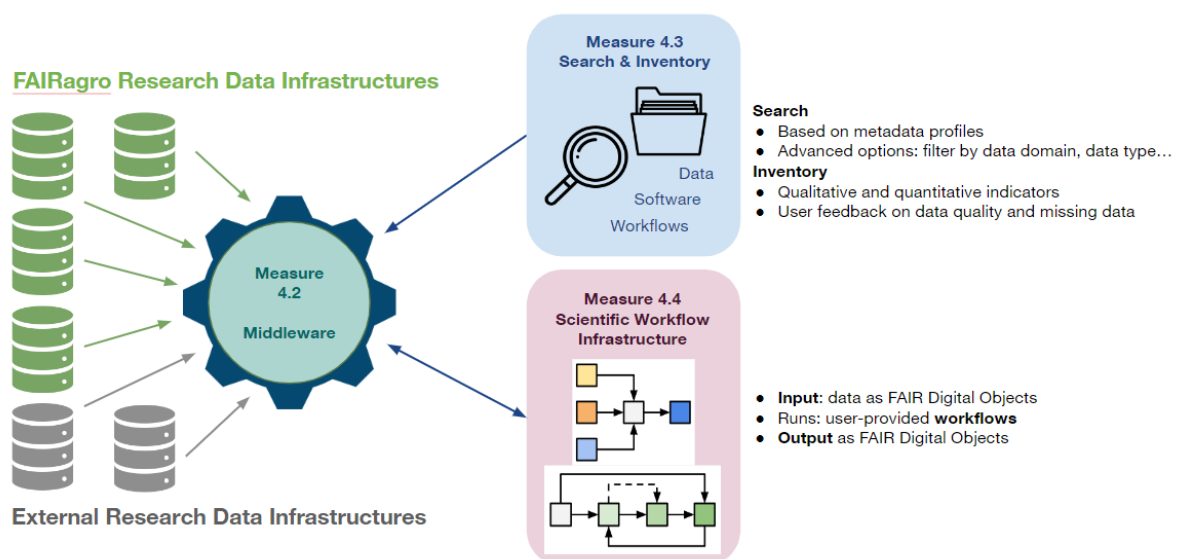 FAIRagro Research Data Infrastructures
Measure
4.2
Middleware
External Research Data Infrastructures
Measure 4.3
Search & Inventory
Data
Software
Workflows
Measure 4.4
Scientific Workflow
Infrastructure
Search
● Based on metadata profiles
● Advanced options: filter by data domain, data type…
Inventory
● Qualitative and quantitative indicators
● User feedback on data quality and missing data
● Input: data as FAIR Digital Objects
● Runs: user-provided workflows
● Output as FAIR Digital Objects